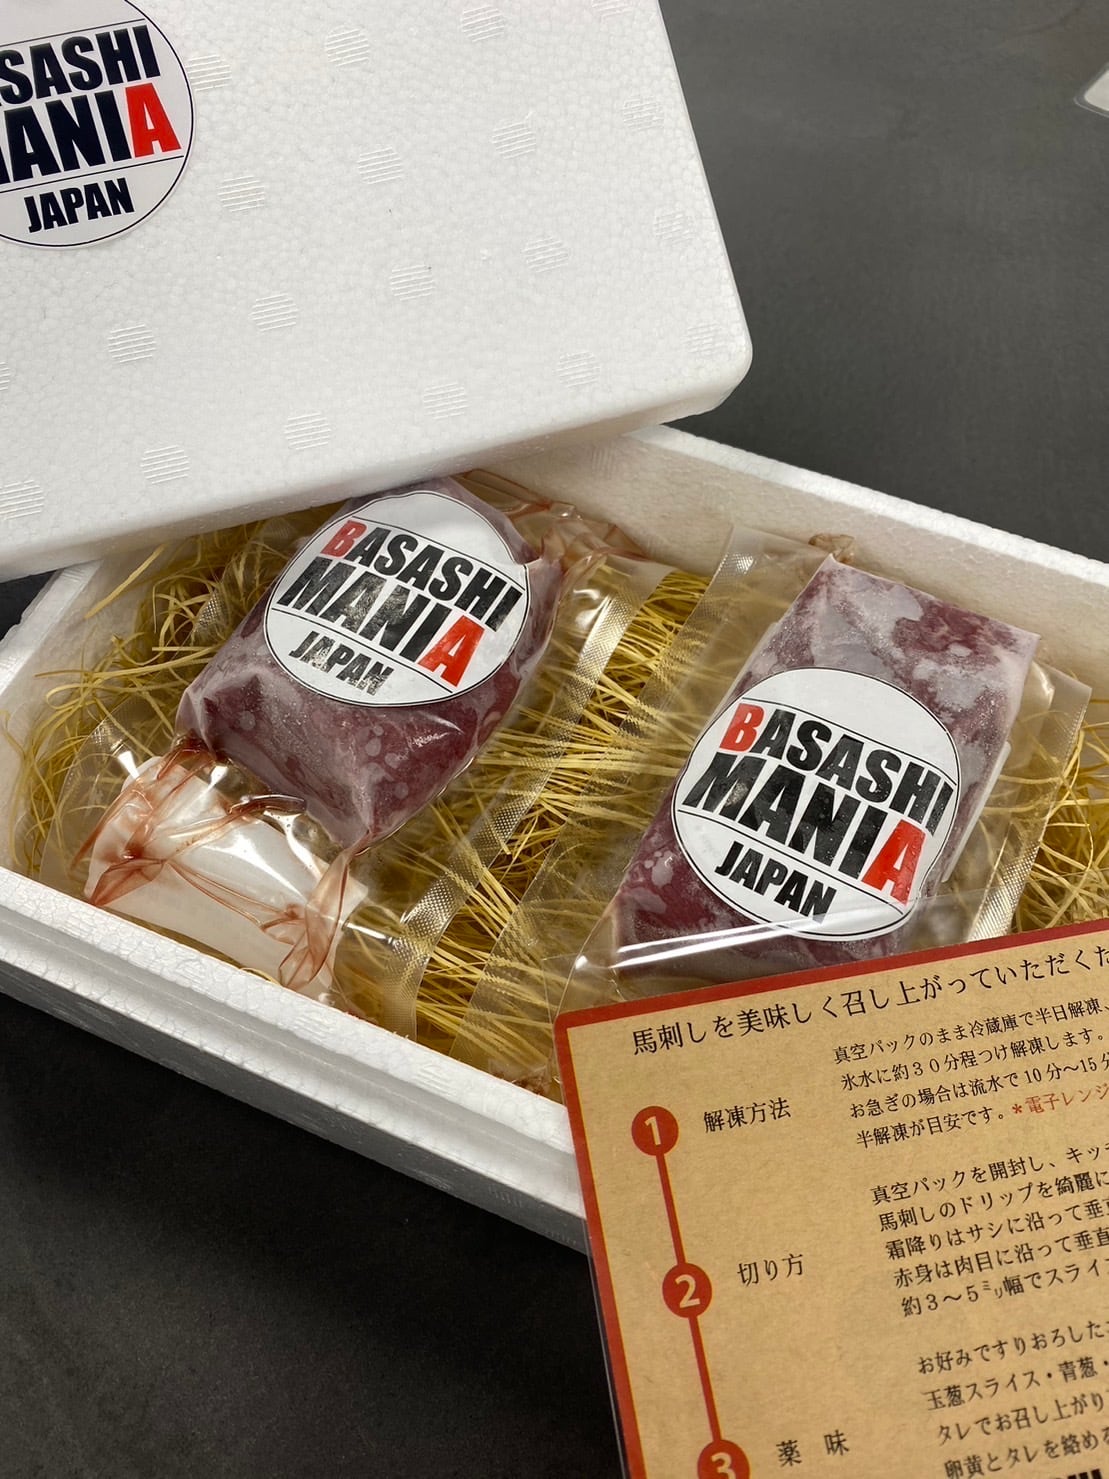 BASASHI
MANIA
JAPAN
BASASHI
MANIA
JAPAN
BASASHI
MANIA
JAPAN
馬刺しを美味しく召し上がっていただくた
1
解凍方法
真空パックのまま冷蔵庫で半日解凍、
氷水に約30分程つけ解凍します。
お急ぎの場合は流水で10分〜15分
半解凍が目安です。*電子レンジ
2
切り方
真空パックを開封し、キッチ
馬刺しのドリップを綺麗に
霜降りはサシに沿って垂直
赤身は肉目に沿って垂直
約3〜5㍉幅でスライス
3
薬味
お好みですりおろした
玉葱スライス・青葱・
タレでお召し上がり
卵黄とタレを絡める